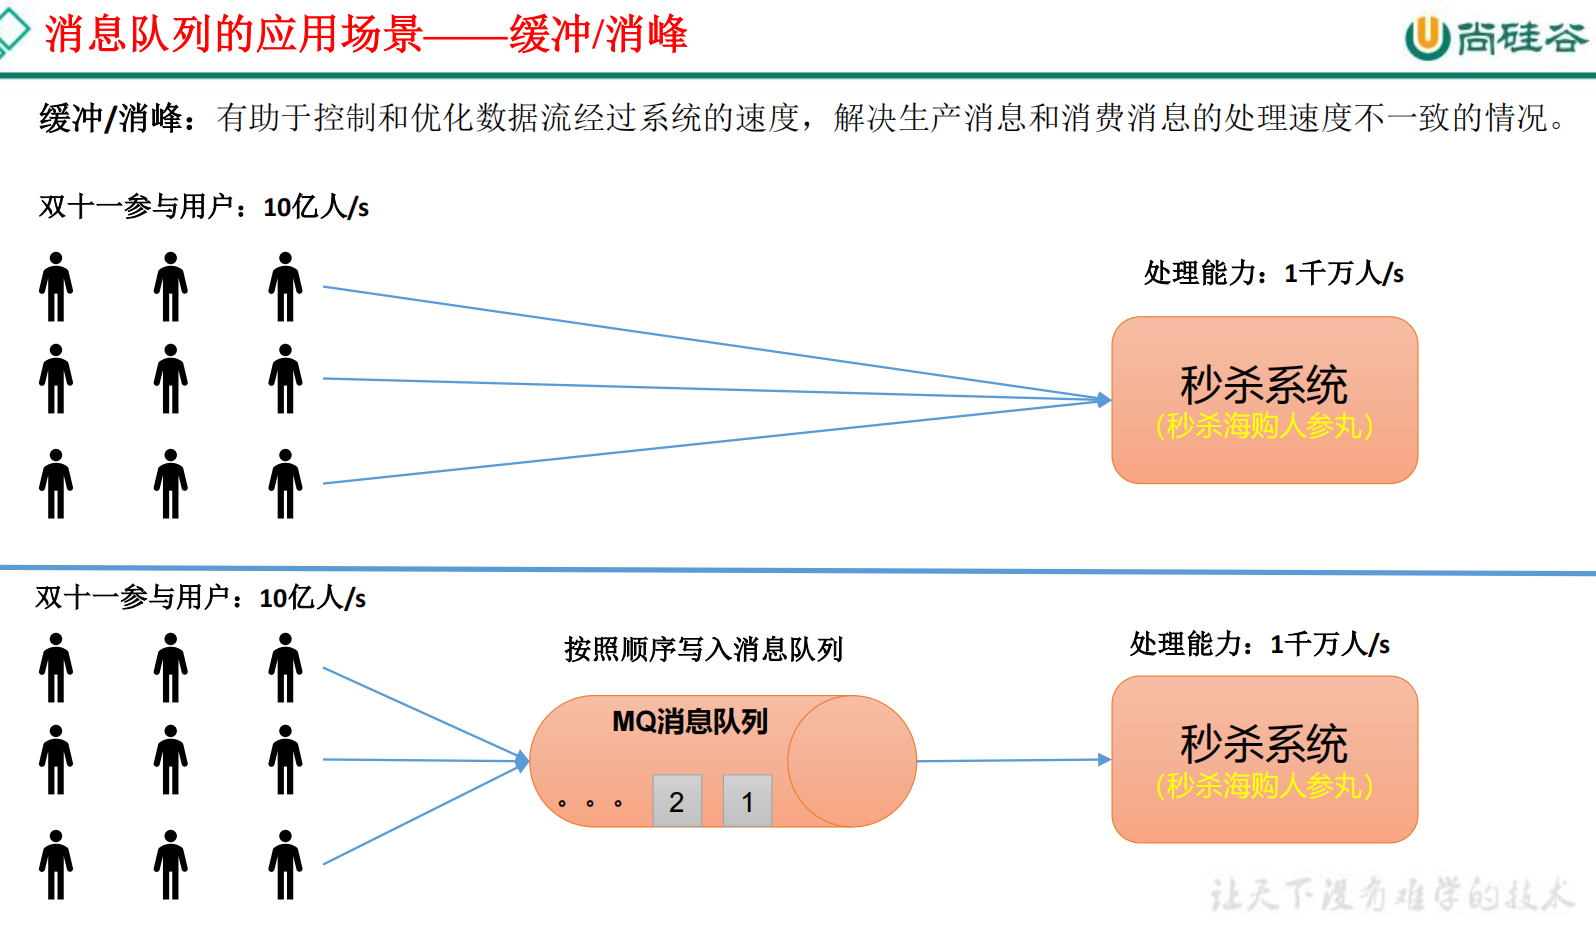 消息队列的应用场景——缓冲/消峰
尚硅谷
缓冲/消峰：有助于控制和优化数据流经过系统的速度，解决生产消息和消费消息的处理速度不一致的情况。
双十一参与用户：10亿人/s
处理能力：1千万人/s
秒杀系统
（秒杀海购人参丸）
双十一参与用户：10亿人/s
按照顺序写入消息队列
处理能力：1千万人/s
MQ消息队列
。。。 2 1
秒杀系统
（秒杀海购人参丸）
让天下没有难学的技术